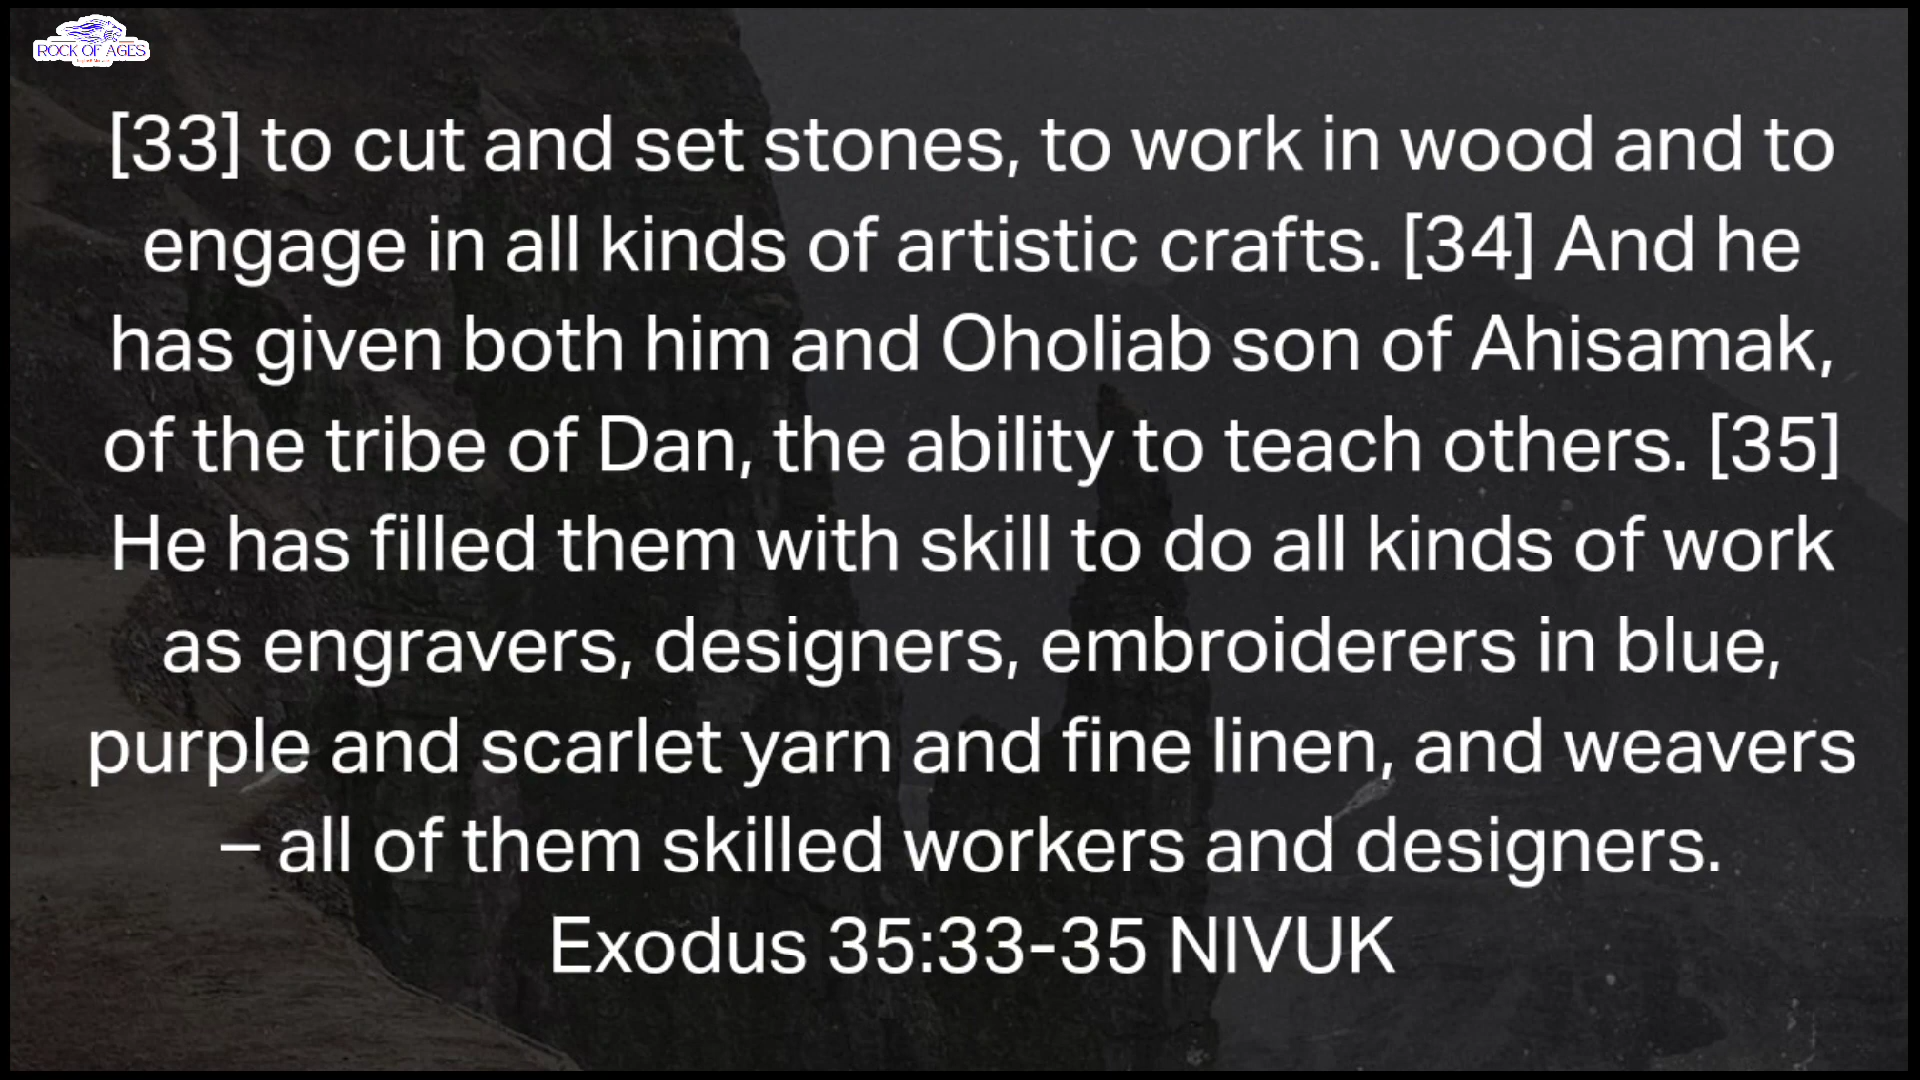 ROCK OF AGES
[33] to cut and set stones, to work in wood and to
engage in all kinds of artistic crafts. [34] And he
has given both him and Oholiab son of Ahisamak,
of the tribe of Dan, the ability to teach others. [35]
He has filled them with skill to do all kinds of work
as engravers, designers, embroiderers in blue,
purple and scarlet yarn and fine linen, and weavers
– all of them skilled workers and designers.
Exodus 35:33-35 NIVUK